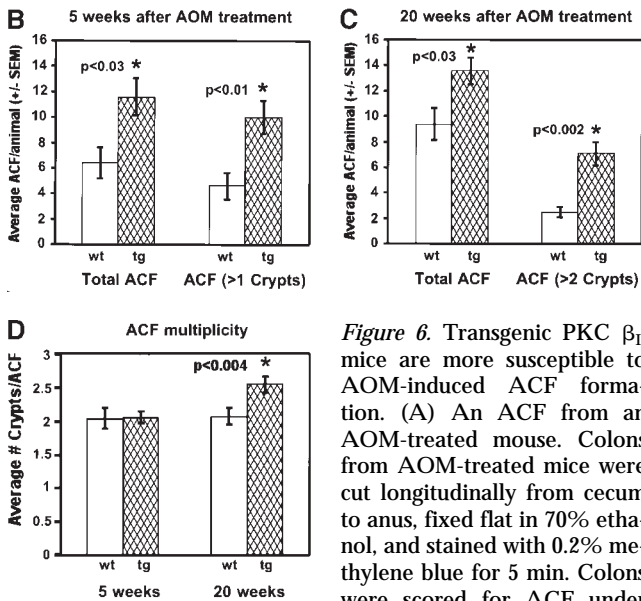 B 5 weeks after AOM treatment
Average ACF/animal (+/- SEM)
16
14
12
10
8
6
4
2
0
p<0.03 *
p<0.01 *
wt tg wt tg
Total ACF ACF (>1 Crypts)
C 20 weeks after AOM treatment
Average ACF/animal (+/- SEM)
16
14
12
10
8
6
4
2
0
p<0.03 *
p<0.002 *
wt tg wt tg
Total ACF ACF (>2 Crypts)
D ACF multiplicity
Average # Crypts/ACF
3
2.5
2
1.5
1
0.5
0
p<0.004 *
wt tg wt tg
5 weeks 20 weeks
Figure 6. Transgenic PKC β
mice are more susceptible to
AOM-induced ACF forma-
tion. (A) An ACF from an
AOM-treated mouse. Colons
from AOM-treated mice were
cut longitudinally from cecum
to anus, fixed flat in 70% etha-
nol, and stained with 0.2% me-
thylene blue for 5 min. Colons
were scored for ACF under